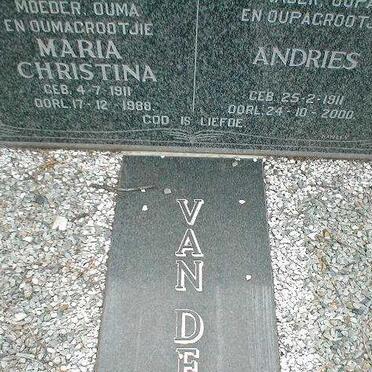 MOEDER, OUMA
EN OUMAGROOTJIE
MARIA
CHRISTINA
GEB. 4-7-1911
OORL. 17-12-1988
EN OUPAGROOTJ
ANDRIES
GEB. 25-2-1911
OORL. 24-10-2000
GOD IS LIEFDE
VAN DE